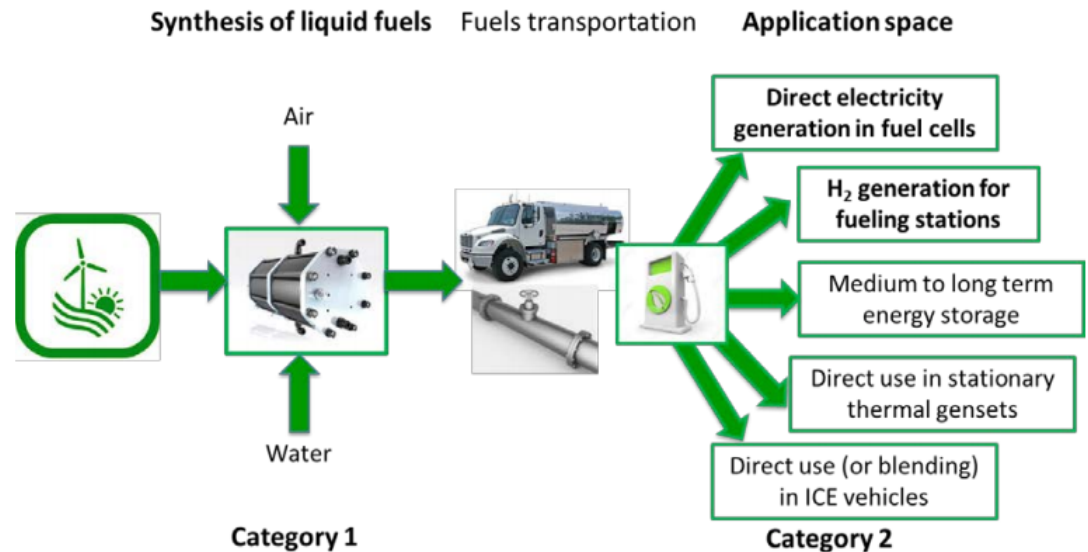 Synthesis of liquid fuels
Fuels transportation
Application space
Air
Water
Direct electricity
generation in fuel cells
H₂ generation for
fueling stations
Medium to long term
energy storage
Direct use in stationary
thermal gensets
Direct use (or blending)
in ICE vehicles
Category 1
Category 2